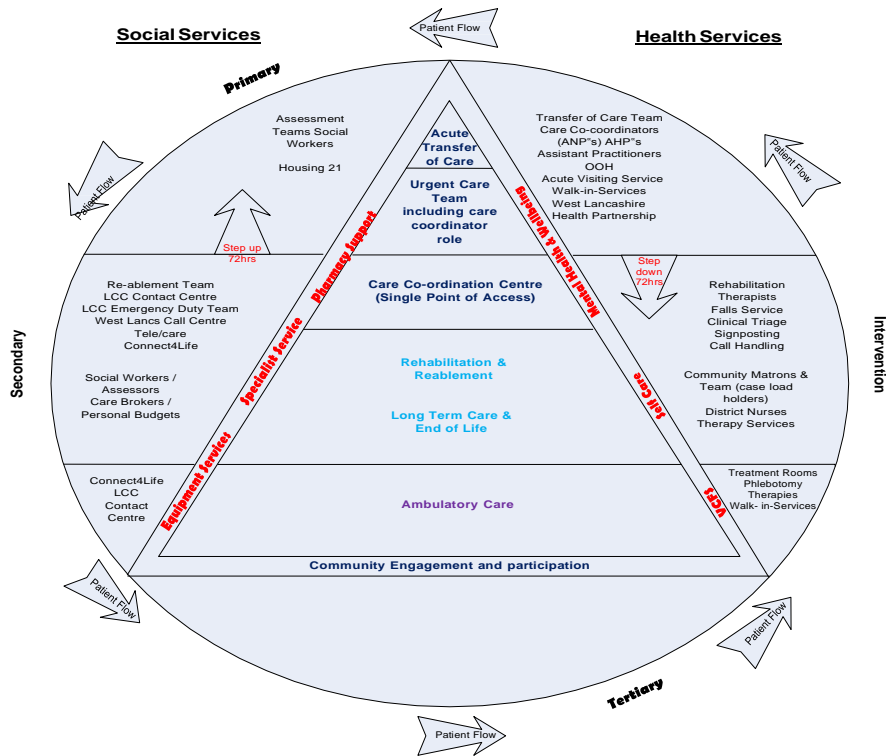 Social Services
Health Services
Patient Flow
Primary
Assessment
Teams Social
Workers
Housing 21
Acute
Transfer
of Care
Transfer of Care Team
Care Co-coordinators
(ANP"s) AHP"s
Assistant Practitioners
OOH
Acute Visiting Service
Walk-in-Services
West Lancashire
Health Partnership
Patient Flow
Patient Flow
Urgent Care
Team
including care
coordinator
role
Step up
72hrs
Step
down
72hrs
Pharmacy Support
Mental Health & Wellbeing
Care Co-ordination Centre
(Single Point of Access)
Re-ablement Team
LCC Contact Centre
LCC Emergency Duty Team
West Lancs Call Centre
Tele/care
Connect4Life
Social Workers /
Assessors
Care Brokers /
Personal Budgets
Rehabilitation
Therapists
Falls Service
Clinical Triage
Signposting
Call Handling
Community Matrons &
Team (case load
holders)
District Nurses
Therapy Services
Secondary
Intervention
Specialist Service
Self Care
Rehabilitation &
Reablement
Long Term Care &
End of Life
Equipment Services
VCFS
Connect4Life
LCC
Contact
Centre
Ambulatory Care
Treatment Rooms
Phlebotomy
Therapies
Walk- in-Services
Community Engagement and participation
Patient Flow
Patient Flow
Tertiary
Patient Flow